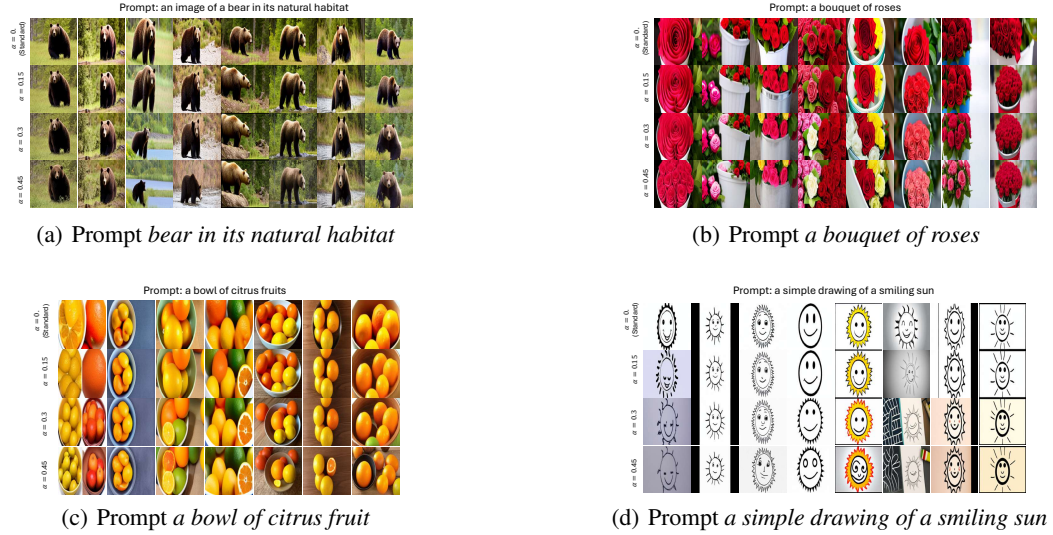 Prompt: an image of a bear in its natural habitat
α = 0.
(Standard)
α = 0.15
α = 0.3
α = 0.45
(a) Prompt bear in its natural habitat
Prompt: a bouquet of roses
α = 0.
(Standard)
α = 0.15
α = 0.3
α = 0.45
(b) Prompt a bouquet of roses
Prompt: a bowl of citrus fruits
α = 0.
(Standard)
α = 0.15
α = 0.3
α = 0.45
(c) Prompt a bowl of citrus fruit
Prompt: a simple drawing of a smiling sun
α = 0.
(Standard)
α = 0.15
α = 0.3
α = 0.45
(d) Prompt a simple drawing of a smiling sun